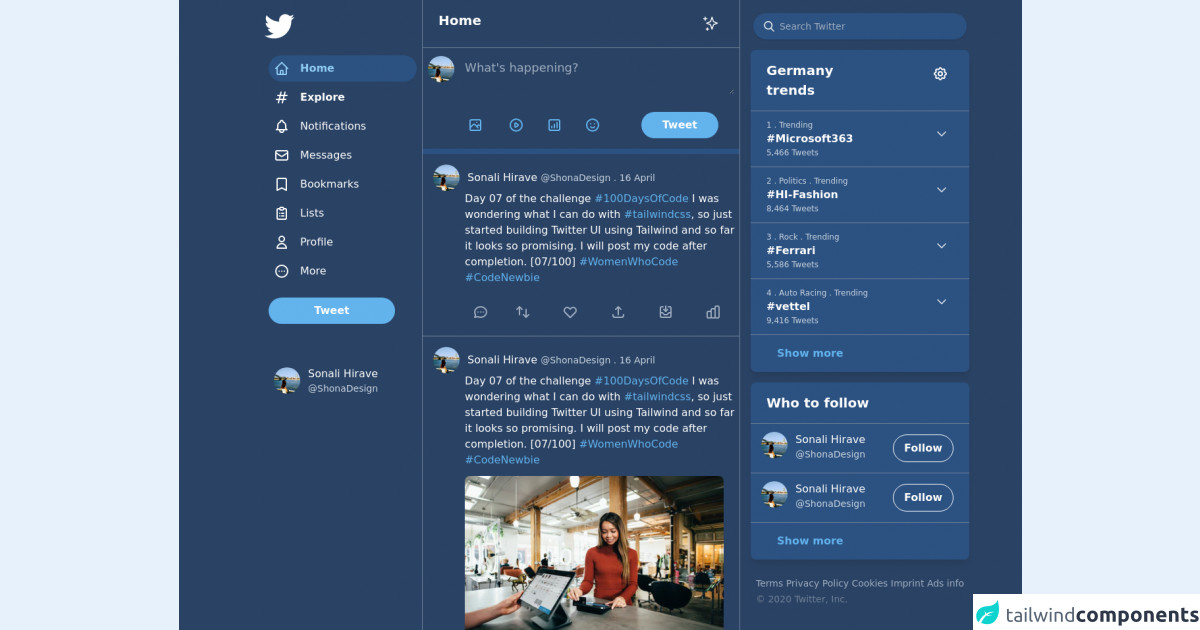 Home
Explore
Notifications
Messages
Bookmarks
Lists
Profile
More
Tweet
Sonali Hirave
@ShonaDesign
Home
What's happening?
Tweet
Sonali Hirave @ShonaDesign . 16 April
Day 07 of the challenge #100DaysOfCode I was
wondering what I can do with #tailwindcss, so just
started building Twitter UI using Tailwind and so far
it looks so promising. I will post my code after
completion. [07/100] #WomenWhoCode
#CodeNewbie
Sonali Hirave @ShonaDesign . 16 April
Day 07 of the challenge #100DaysOfCode I was
wondering what I can do with #tailwindcss, so just
started building Twitter UI using Tailwind and so far
it looks so promising. I will post my code after
completion. [07/100] #WomenWhoCode
#CodeNewbie
Search Twitter
Germany
trends
1 . Trending
#Microsoft363
5,466 Tweets
2 . Politics . Trending
#HI-Fashion
8,464 Tweets
3 . Rock . Trending
#Ferrari
5,586 Tweets
4 . Auto Racing . Trending
#vettel
9,416 Tweets
Show more
Who to follow
Sonali Hirave
@ShonaDesign
Follow
Sonali Hirave
@ShonaDesign
Follow
Show more
Terms Privacy Policy Cookies Imprint Ads info
© 2020 Twitter, Inc.
tailwindcomponents